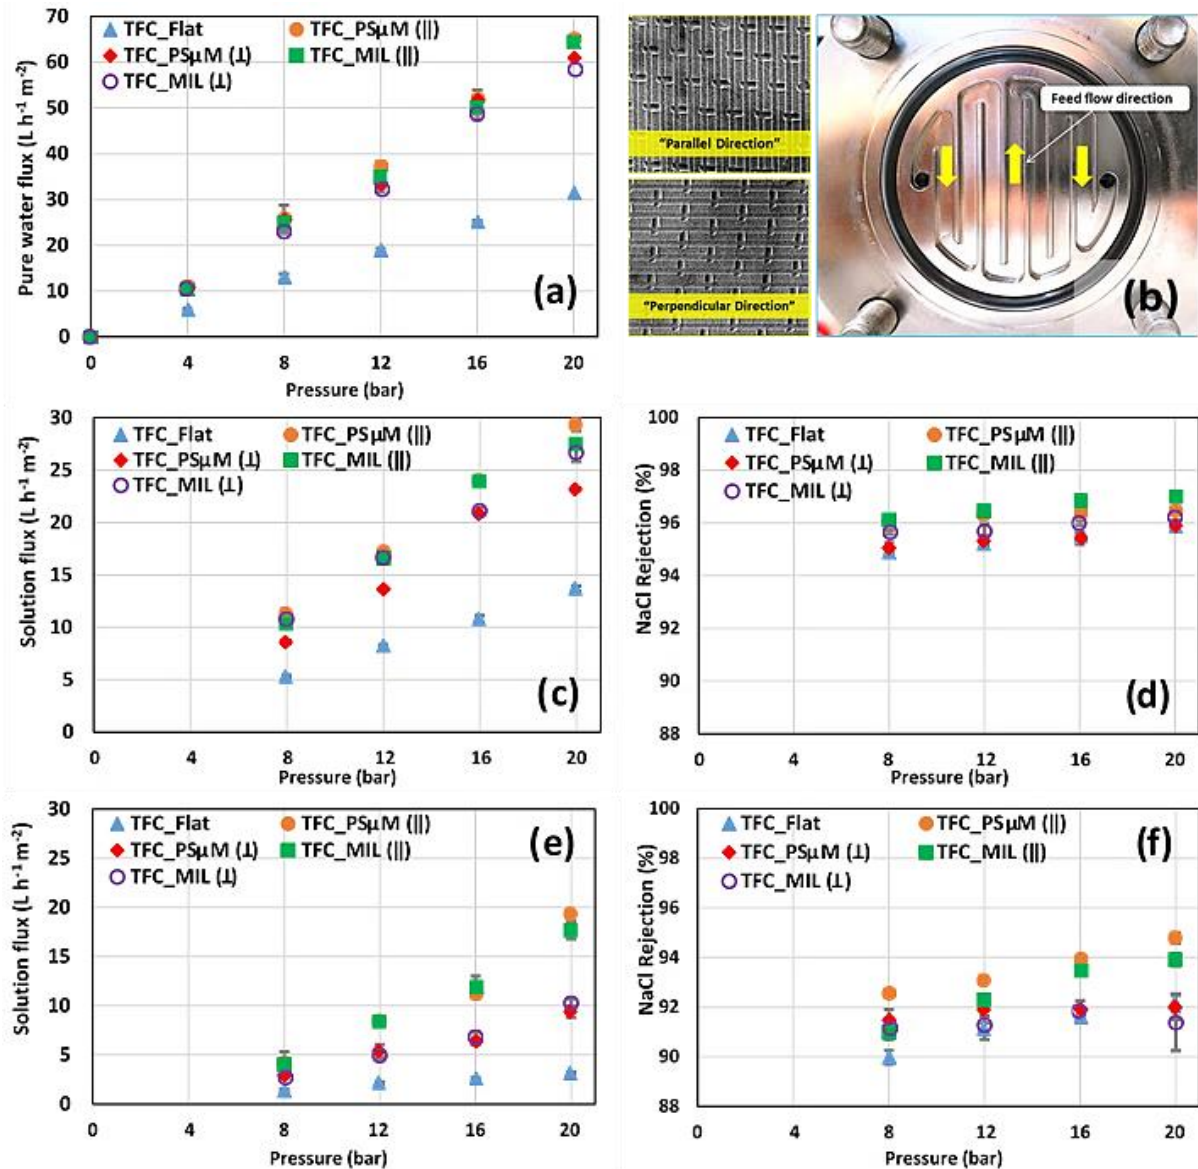 70
60
50
40
30
20
10
0
Pure water flux (L h⁻¹ m⁻²)
TFC_Flat
TFC_PSµM (||)
TFC_PSµM (⊥)
TFC_MIL (||)
TFC_MIL (⊥)
(a)
0 4 8 12 16 20
Pressure (bar)
"Parallel Direction"
"Perpendicular Direction"
Feed flow direction
(b)
30
25
20
15
10
5
0
Solution flux (L h⁻¹ m⁻²)
TFC_Flat
TFC_PSµM (||)
TFC_PSµM (⊥)
TFC_MIL (||)
TFC_MIL (⊥)
(c)
0 4 8 12 16 20
Pressure (bar)
100
98
96
94
92
90
88
NaCl Rejection (%)
TFC_Flat
TFC_PSµM (||)
TFC_PSµM (⊥)
TFC_MIL (||)
TFC_MIL (⊥)
(d)
0 4 8 12 16 20
Pressure (bar)
30
25
20
15
10
5
0
Solution flux (L h⁻¹ m⁻²)
TFC_Flat
TFC_PSµM (||)
TFC_PSµM (⊥)
TFC_MIL (||)
TFC_MIL (⊥)
(e)
0 4 8 12 16 20
Pressure (bar)
100
98
96
94
92
90
88
NaCl Rejection (%)
TFC_Flat
TFC_PSµM (||)
TFC_PSµM (⊥)
TFC_MIL (||)
TFC_MIL (⊥)
(f)
0 4 8 12 16 20
Pressure (bar)